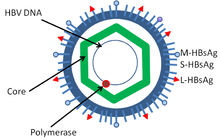 HBV DNA
M-HBsAg
S-HBsAg
L-HBsAg
Core
Polymerase